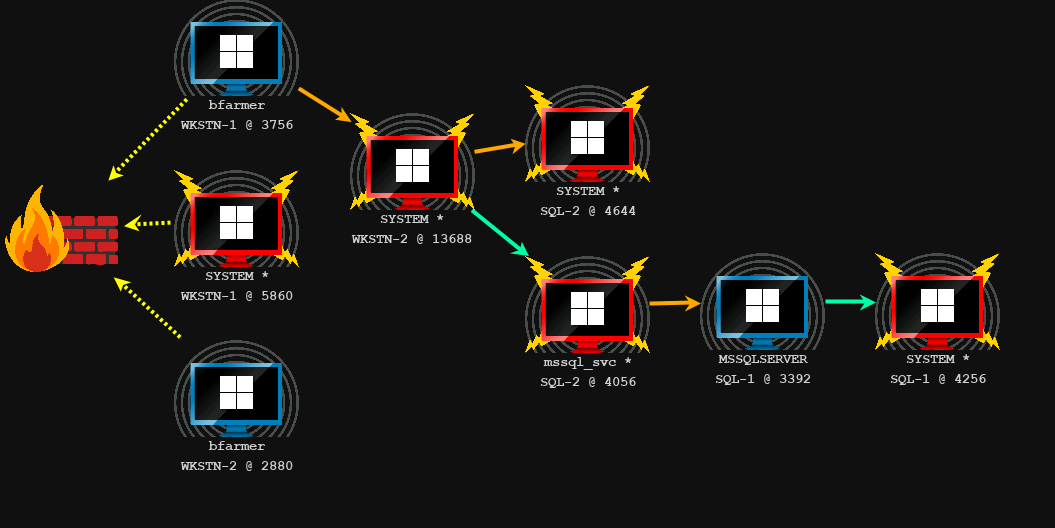 bfarmer
WKSTN-1 @ 3756
SYSTEM *
WKSTN-1 @ 5860
bfarmer
WKSTN-2 @ 2880
SYSTEM *
WKSTN-2 @ 13688
SYSTEM *
SQL-2 @ 4644
mssql_svc *
SQL-2 @ 4056
MSSQLSERVER
SQL-1 @ 3392
SYSTEM *
SQL-1 @ 4256